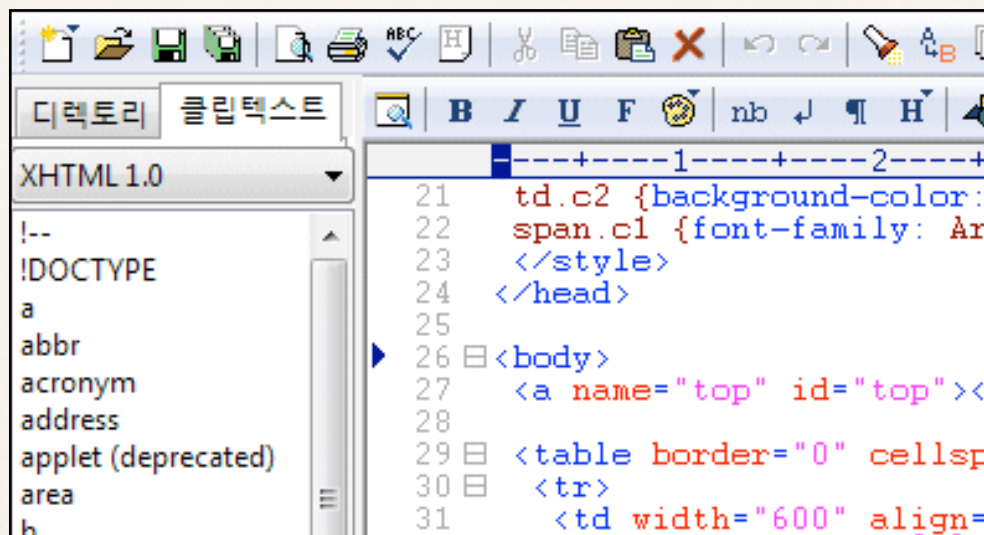 ABC
H
A
B
디렉토리 클립텍스트
B I U F nb ¶ H
XHTML 1.0
!--
!DOCTYPE
a
abbr
acronym
address
applet (deprecated)
area
----+----1----+----2----+
21 td.c2 {background-color:
22 span.c1 {font-family: Ar
23 </style>
24 </head>
25
26 <body>
27 <a name="top" id="top"><
28
29 <table border="0" cellsp
30 <tr>
31 <td width="600" align=